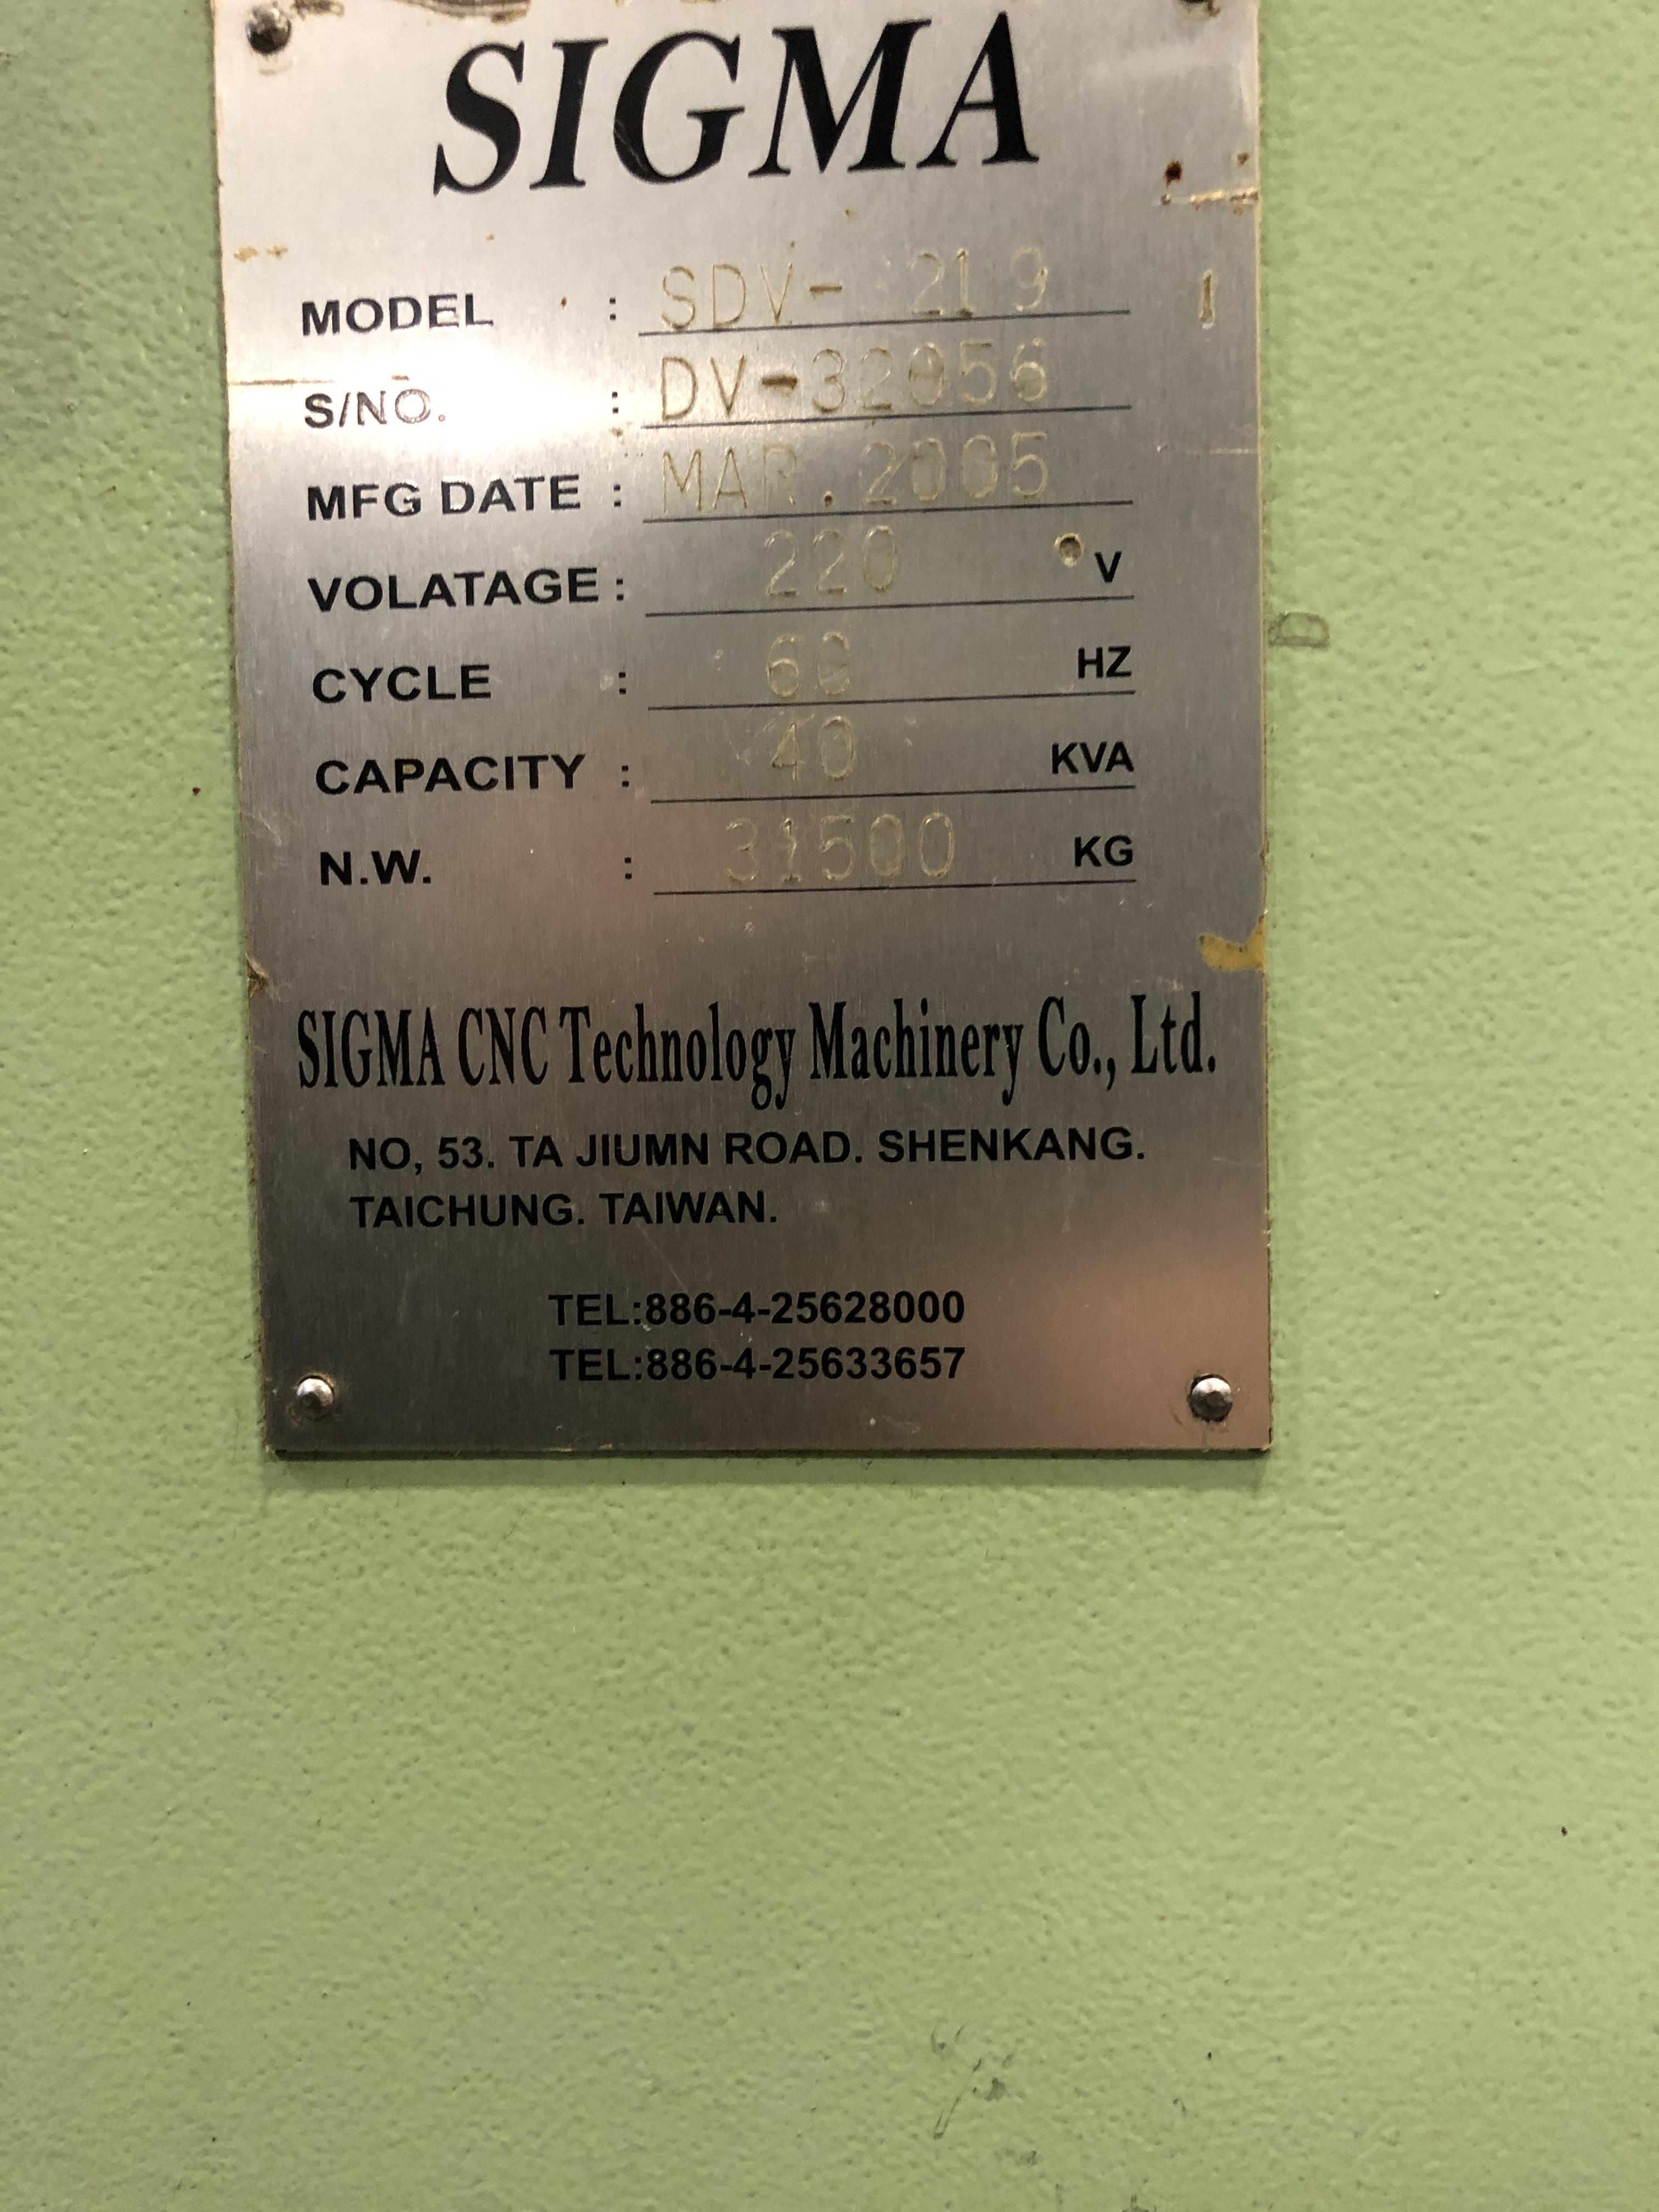 SIGMA
MODEL : SDV- 219
S/NO. : DV-32056
MFG DATE : MAR.2005
VOLATAGE : 220 V
CYCLE : 60 HZ
CAPACITY : 40 KVA
N.W. : 31500 KG
SIGMA CNC Technology Machinery Co., Ltd.
NO, 53. TA JIUMN ROAD. SHENKANG.
TAICHUNG. TAIWAN.
TEL:886-4-25628000
TEL:886-4-25633657